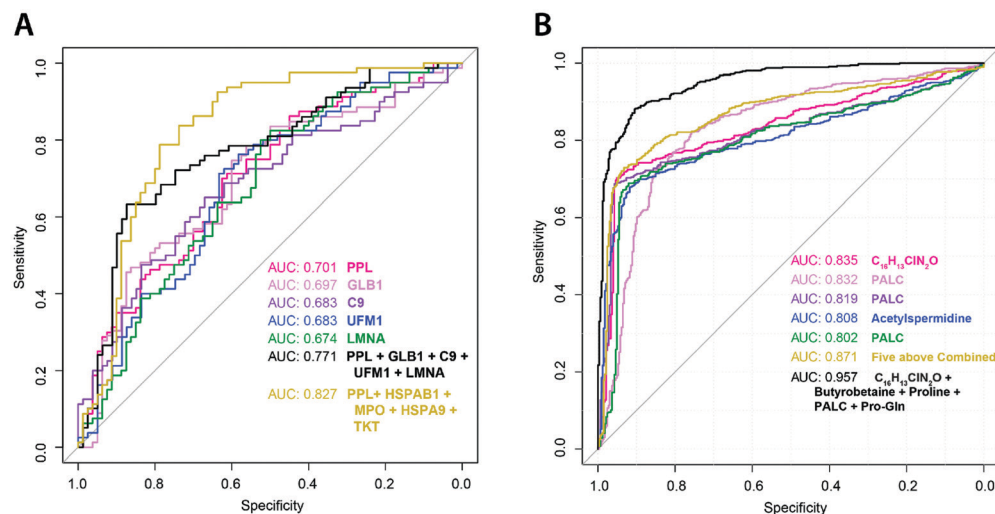 A
1.0
0.8
0.6
0.4
0.2
0.0
Sensitivity
AUC: 0.701 PPL
AUC: 0.697 GLB1
AUC: 0.683 C9
AUC: 0.683 UFM1
AUC: 0.674 LMNA
AUC: 0.771 PPL + GLB1 + C9 +
UFM1 + LMNA
AUC: 0.827 PPL+ HSPAB1 +
MPO + HSPA9 +
TKT
1.0 0.8 0.6 0.4 0.2 0.0
Specificity
B
1.0
0.8
0.6
0.4
0.2
0.0
Sensitivity
AUC: 0.835 C₁₆H₁₃ClN₂O
AUC: 0.832 PALC
AUC: 0.819 PALC
AUC: 0.808 Acetylspermidine
AUC: 0.802 PALC
AUC: 0.871 Five above Combined
AUC: 0.957 C₁₆H₁₃ClN₂O +
Butyrobetaine + Proline +
PALC + Pro-Gln
1.0 0.8 0.6 0.4 0.2 0.0
Specificity